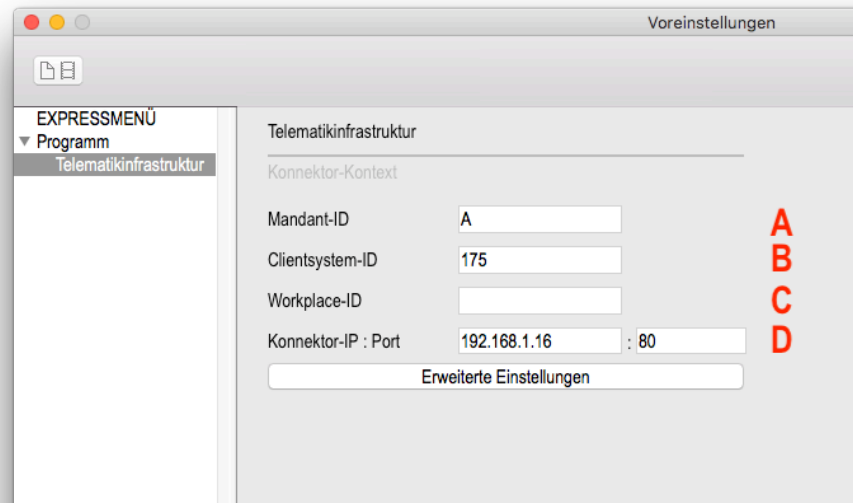 Voreinstellungen
EXPRESSMENÜ
Programm
Telematikinfrastruktur
Telematikinfrastruktur
Konnektor-Kontext
Mandant-ID A A
Clientsystem-ID 175 B
Workplace-ID C
Konnektor-IP : Port 192.168.1.16 : 80 D
Erweiterte Einstellungen